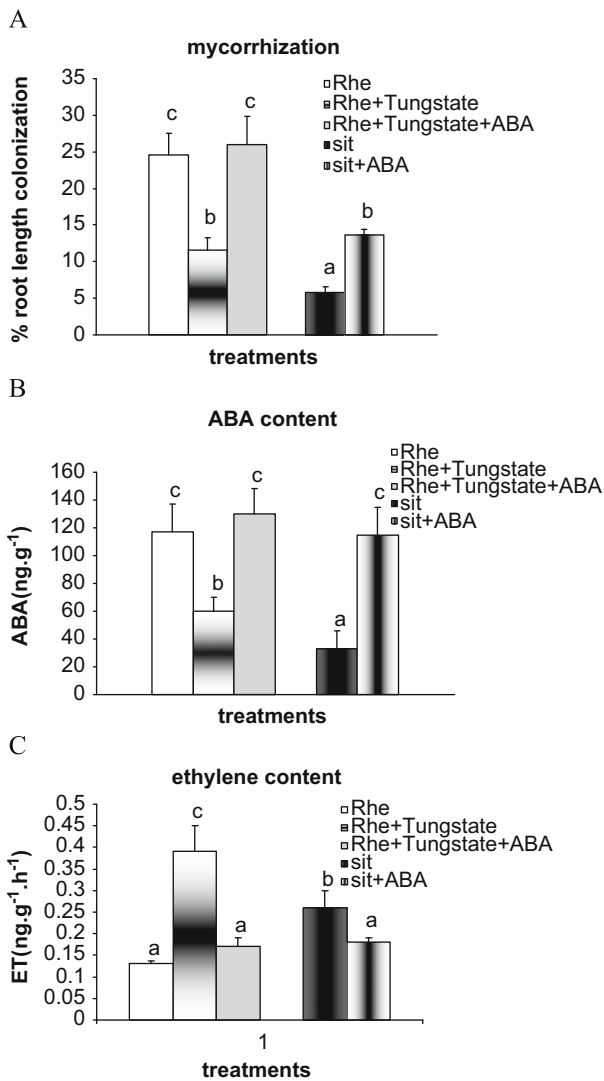 A
mycorrhization
% root length colonization
35
30
25
20
15
10
5
0
c
b
c
a
b
Rhe
Rhe+Tungstate
Rhe+Tungstate+ABA
sit
sit+ABA
treatments
B
ABA content
ABA(ng.g-1)
160
140
120
100
80
60
40
20
0
c
b
c
a
c
Rhe
Rhe+Tungstate
Rhe+Tungstate+ABA
sit
sit+ABA
treatments
C
ethylene content
ET(ng.g-1.h-1)
0.5
0.45
0.4
0.35
0.3
0.25
0.2
0.15
0.1
0.05
0
a
c
a
b
a
Rhe
Rhe+Tungstate
Rhe+Tungstate+ABA
sit
sit+ABA
1
treatments